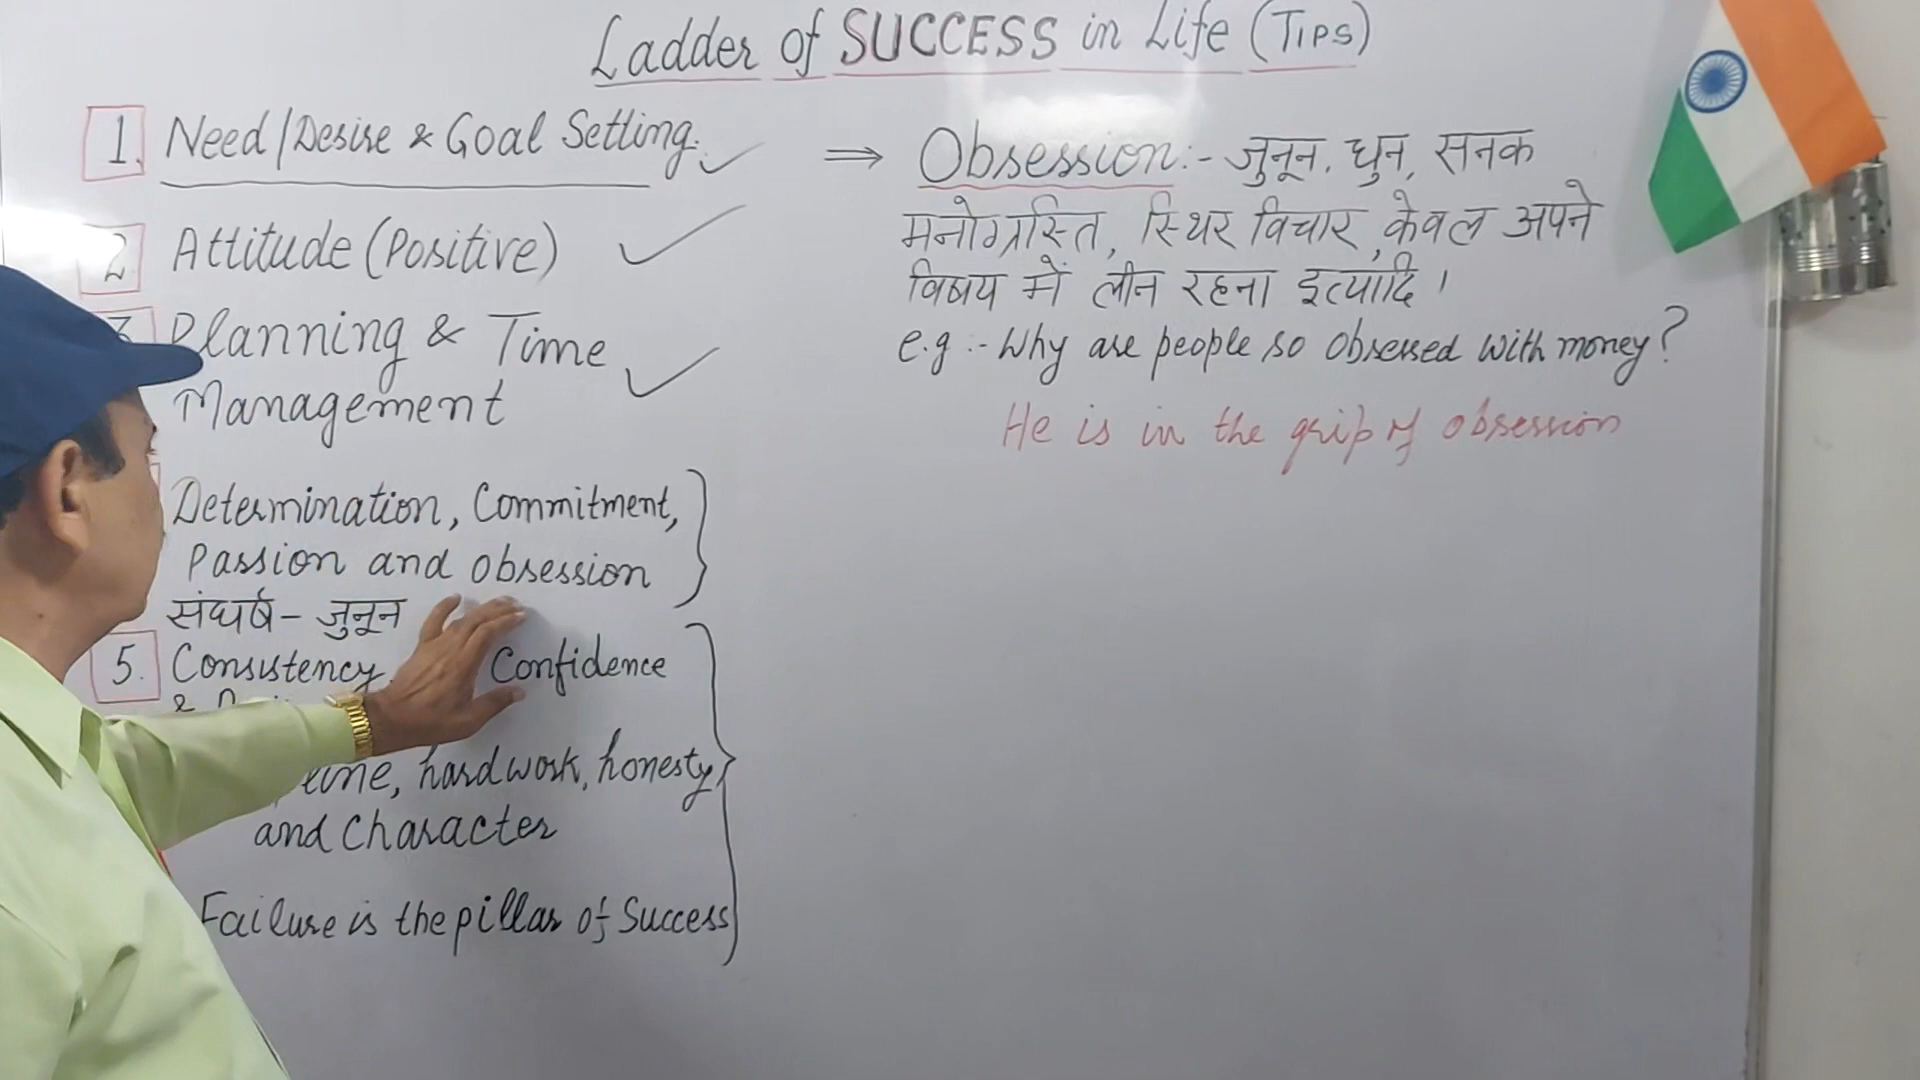 Ladder of SUCCESS in Life (TIPS)
1. Need/Desire & Goal Setting.
2. Attitude (Positive)
Planning & Time
Management
Determination, Commitment,
Passion and obsession
संघर्ष - जुनून
5. Consistency. Confidence
&
line, hardwork, honesty
and character
Failure is the pillar of Success
⇒ Obsession:- जुनून, धुन, सनक
मनोग्रस्ति, स्थिर विचार, केवल अपने
विषय में लीन रहना इत्यादि ।
e.g:- Why are people so obsessed with money?
He is in the grip of obsession